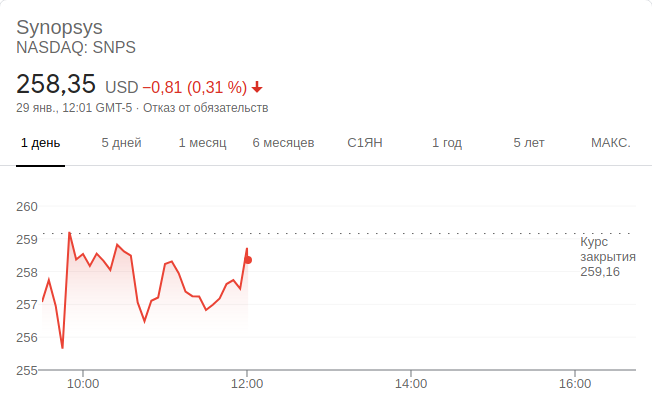 Synopsys
NASDAQ: SNPS
258,35 USD −0,81 (0,31 %)
29 янв., 12:01 GMT-5 · Отказ от обязательств
1 день 5 дней 1 месяц 6 месяцев С1ЯН 1 год 5 лет МАКС.
260
259
258
257
256
255
Курс
закрытия
259,16
10:00 12:00 14:00 16:00